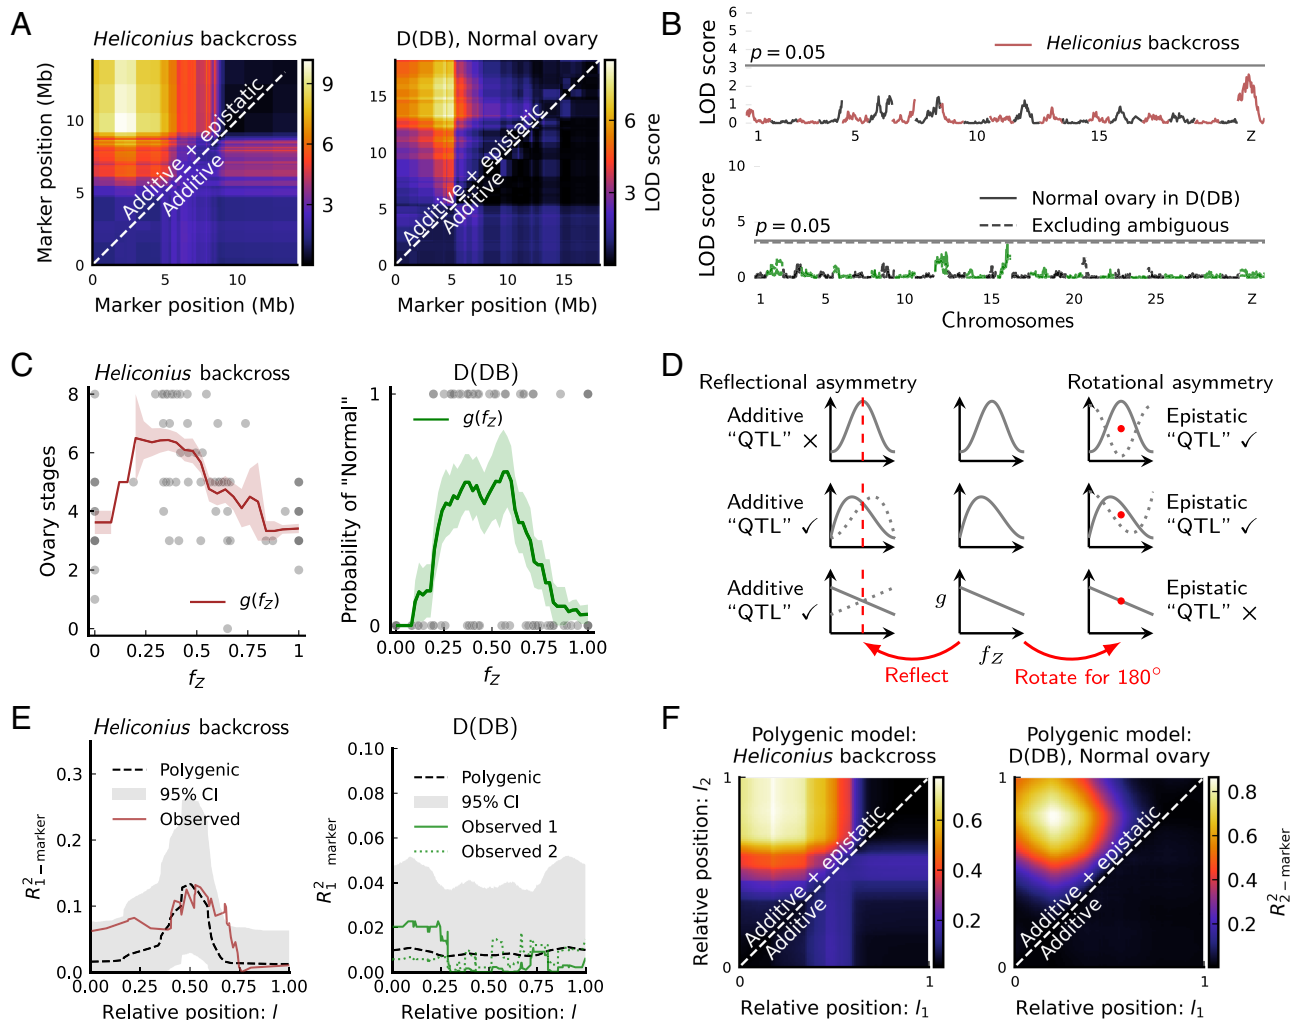 A
Heliconius backcross
D(DB), Normal ovary
Marker position (Mb)
10
5
0
0
5
10
Marker position (Mb)
Additive + epistatic
Additive
9
6
3
15
10
5
0
0
5
10
15
Marker position (Mb)
Additive + epistatic
Additive
6
3
LOD score
B
LOD score
6
5
4
3
2
1
0
p = 0.05
Heliconius backcross
1
5
10
15
Z
LOD score
10
5
0
p = 0.05
Normal ovary in D(DB)
Excluding ambiguous
1
5
10
15
20
25
Z
Chromosomes
C
Heliconius backcross
Ovary stages
8
6
4
2
0
g(fZ)
0
0.25
0.5
0.75
1
fZ
D(DB)
Probability of "Normal"
1
0
g(fZ)
0
0.25
0.50
0.75
1.00
fZ
D
Reflectional asymmetry
Rotational asymmetry
Additive
“QTL” ×
Epistatic
“QTL” ✓
Additive
“QTL” ✓
Epistatic
“QTL” ✓
Additive
“QTL” ✓
g
Epistatic
“QTL” ×
fZ
Reflect
Rotate for 180°
E
Heliconius backcross
R²1−marker
0.3
0.2
0.1
0.0
Polygenic
95% CI
Observed
0.00
0.25
0.50
0.75
1.00
Relative position: l
D(DB)
R²1 marker
0.10
0.08
0.06
0.04
0.02
0.00
Polygenic
95% CI
Observed 1
Observed 2
0.00
0.25
0.50
0.75
1.00
Relative position: l
F
Polygenic model:
Heliconius backcross
Polygenic model:
D(DB), Normal ovary
Relative position: l2
1
0
0
1
Relative position: l1
Additive + epistatic
Additive
0.6
0.4
0.2
1
0
0
1
Relative position: l1
Additive + epistatic
Additive
0.8
0.6
0.4
0.2
R²2−marker